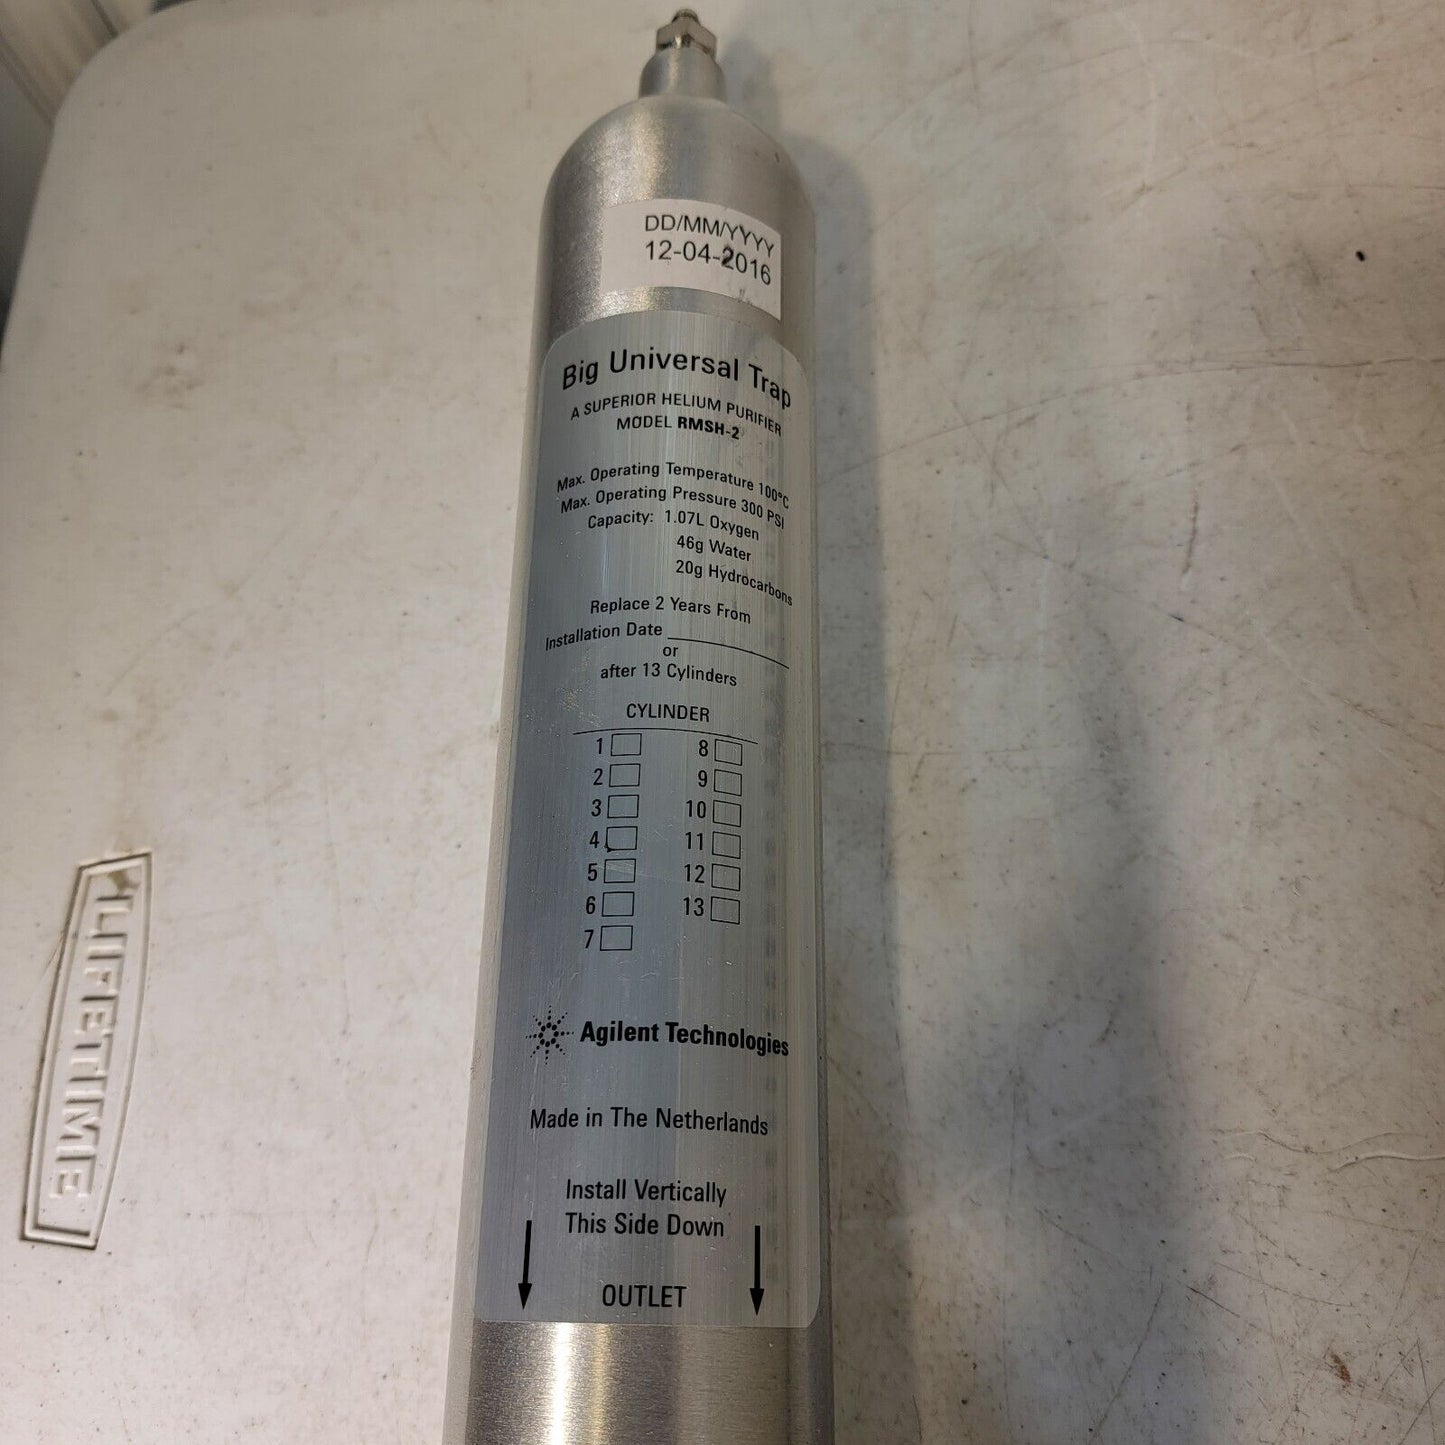 DD/MM/YYYY
12-04-2016
Big Universal Trap
A SUPERIOR HELIUM PURIFIER
MODEL RMSH-2
Max. Operating Temperature 100°C
Max. Operating Pressure 300 PSI
Capacity: 1.07L Oxygen
46g Water
20g Hydrocarbons
Replace 2 Years From
Installation Date
or
after 13 Cylinders
CYLINDER
1 8
2 9
3 10
4 11
5 12
6 13
7
Agilent Technologies
Made in The Netherlands
Install Vertically
This Side Down
OUTLET
LIFETIME